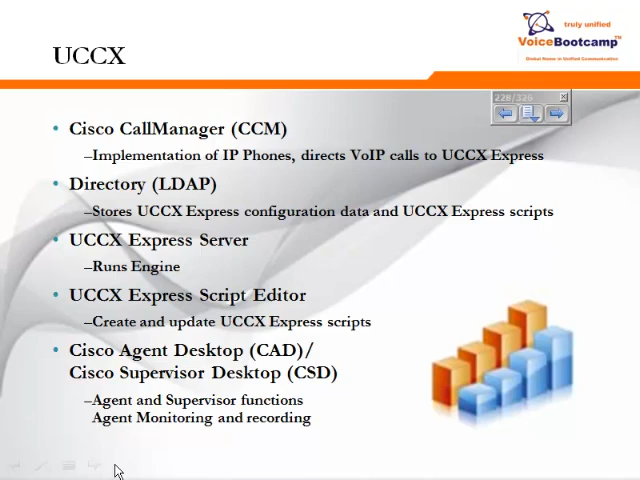 UCCX
truly unified
VoiceBootcamp™
Global Name in Unified Communication
228/326
• Cisco CallManager (CCM)
–Implementation of IP Phones, directs VoIP calls to UCCX Express
• Directory (LDAP)
–Stores UCCX Express configuration data and UCCX Express scripts
• UCCX Express Server
–Runs Engine
• UCCX Express Script Editor
–Create and update UCCX Express scripts
• Cisco Agent Desktop (CAD)/
Cisco Supervisor Desktop (CSD)
–Agent and Supervisor functions
Agent Monitoring and recording